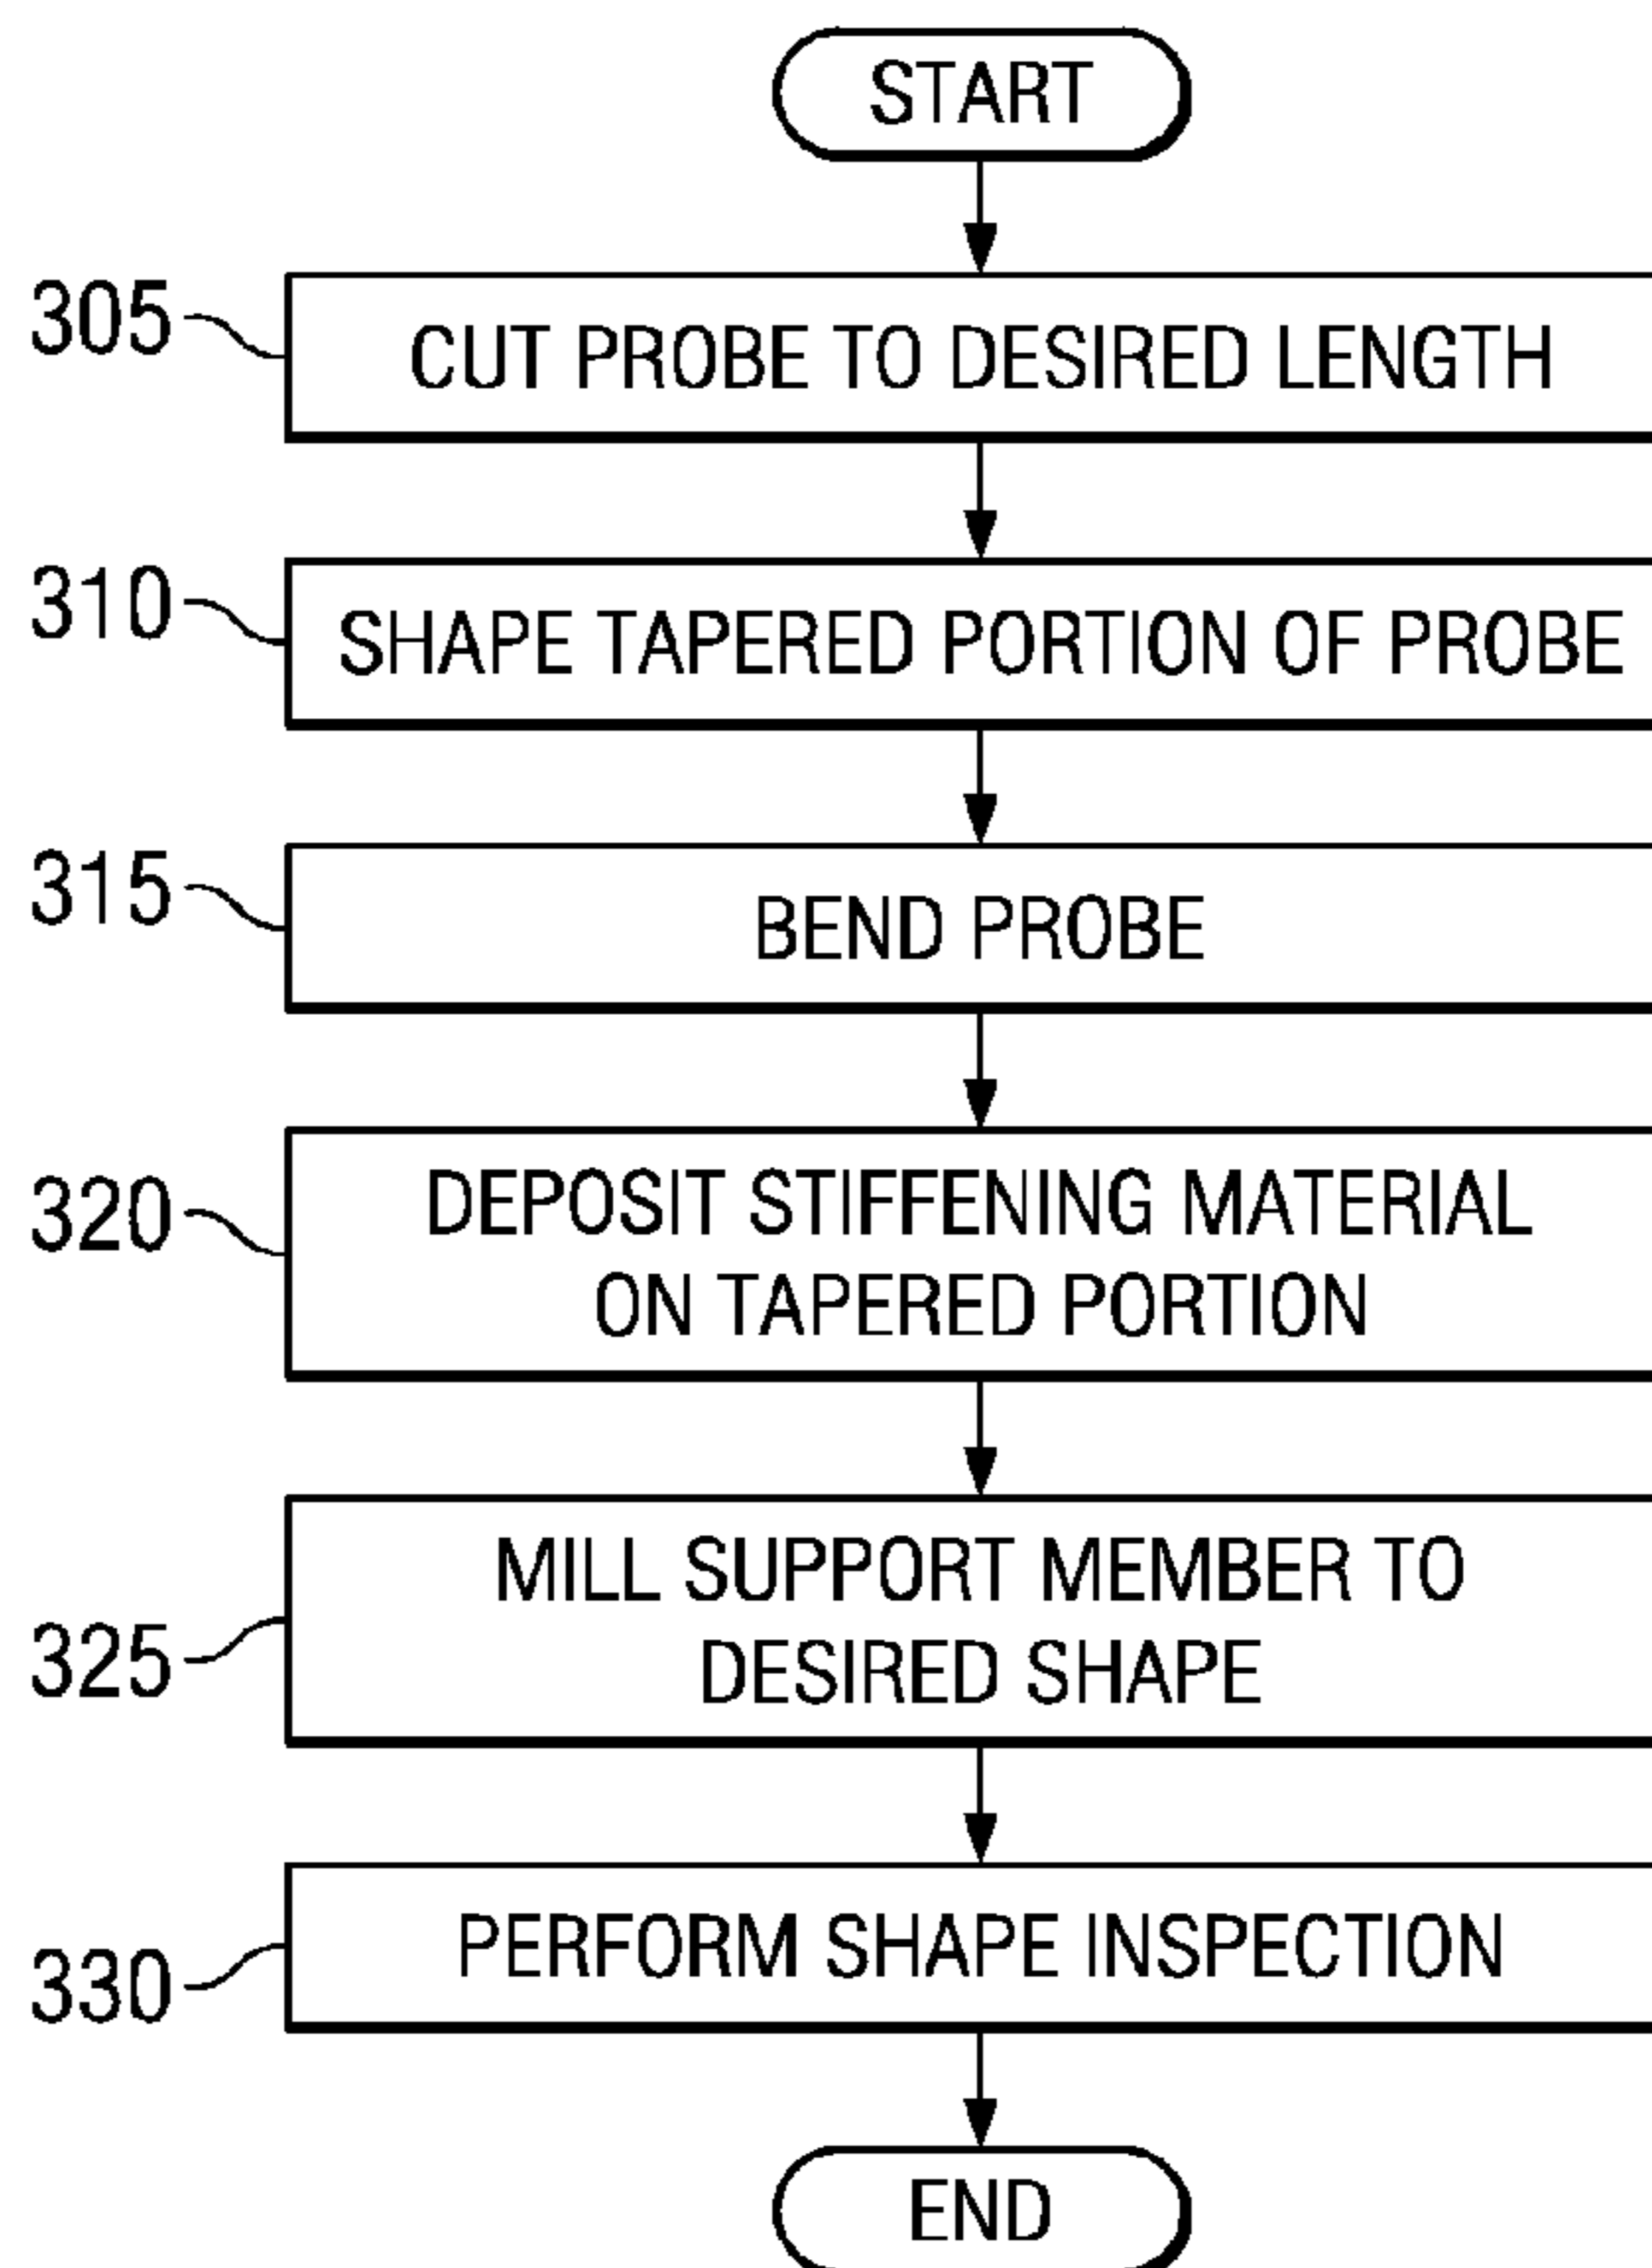 START
305
CUT PROBE TO DESIRED LENGTH
310
SHAPE TAPERED PORTION OF PROBE
315
BEND PROBE
320
DEPOSIT STIFFENING MATERIAL
ON TAPERED PORTION
325
MILL SUPPORT MEMBER TO
DESIRED SHAPE
330
PERFORM SHAPE INSPECTION
END